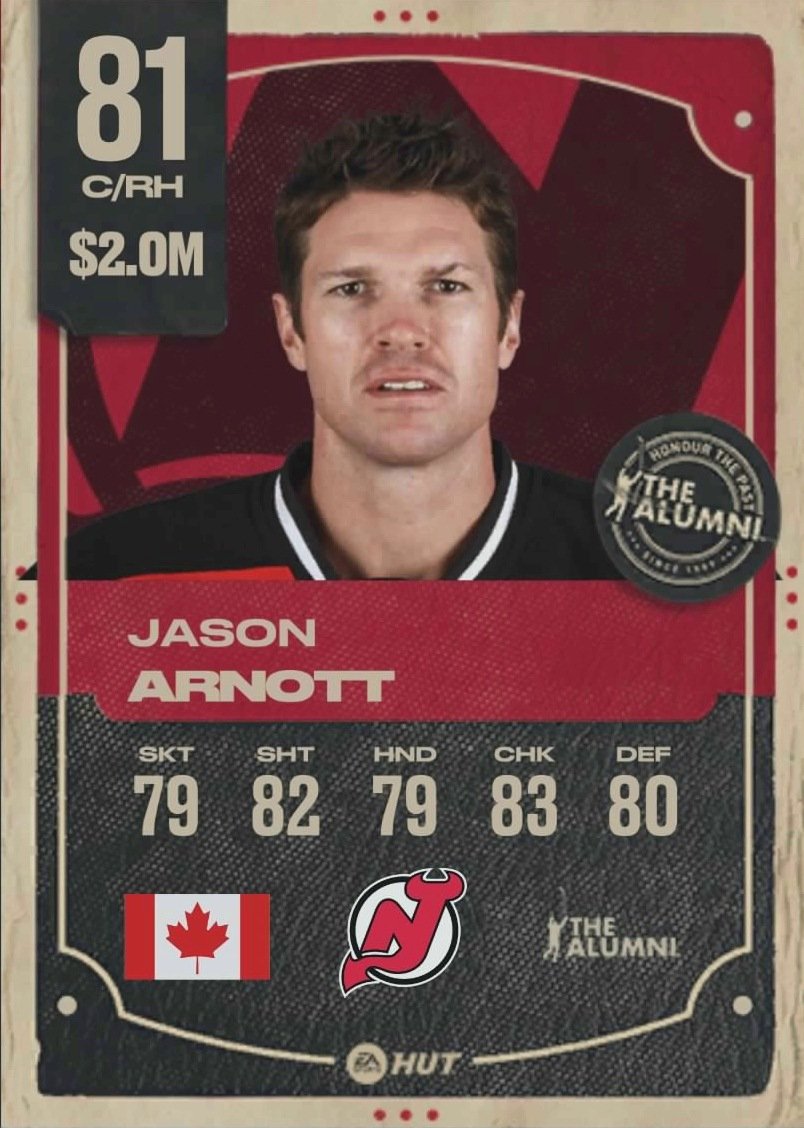 81
C/RH
$2.0M
HONOUR THE PAST
THE
ALUMNI
JASON
ARNOTT
SKT SHT HND CHK DEF
79 82 79 83 80
THE
ALUMNI
EA HUT